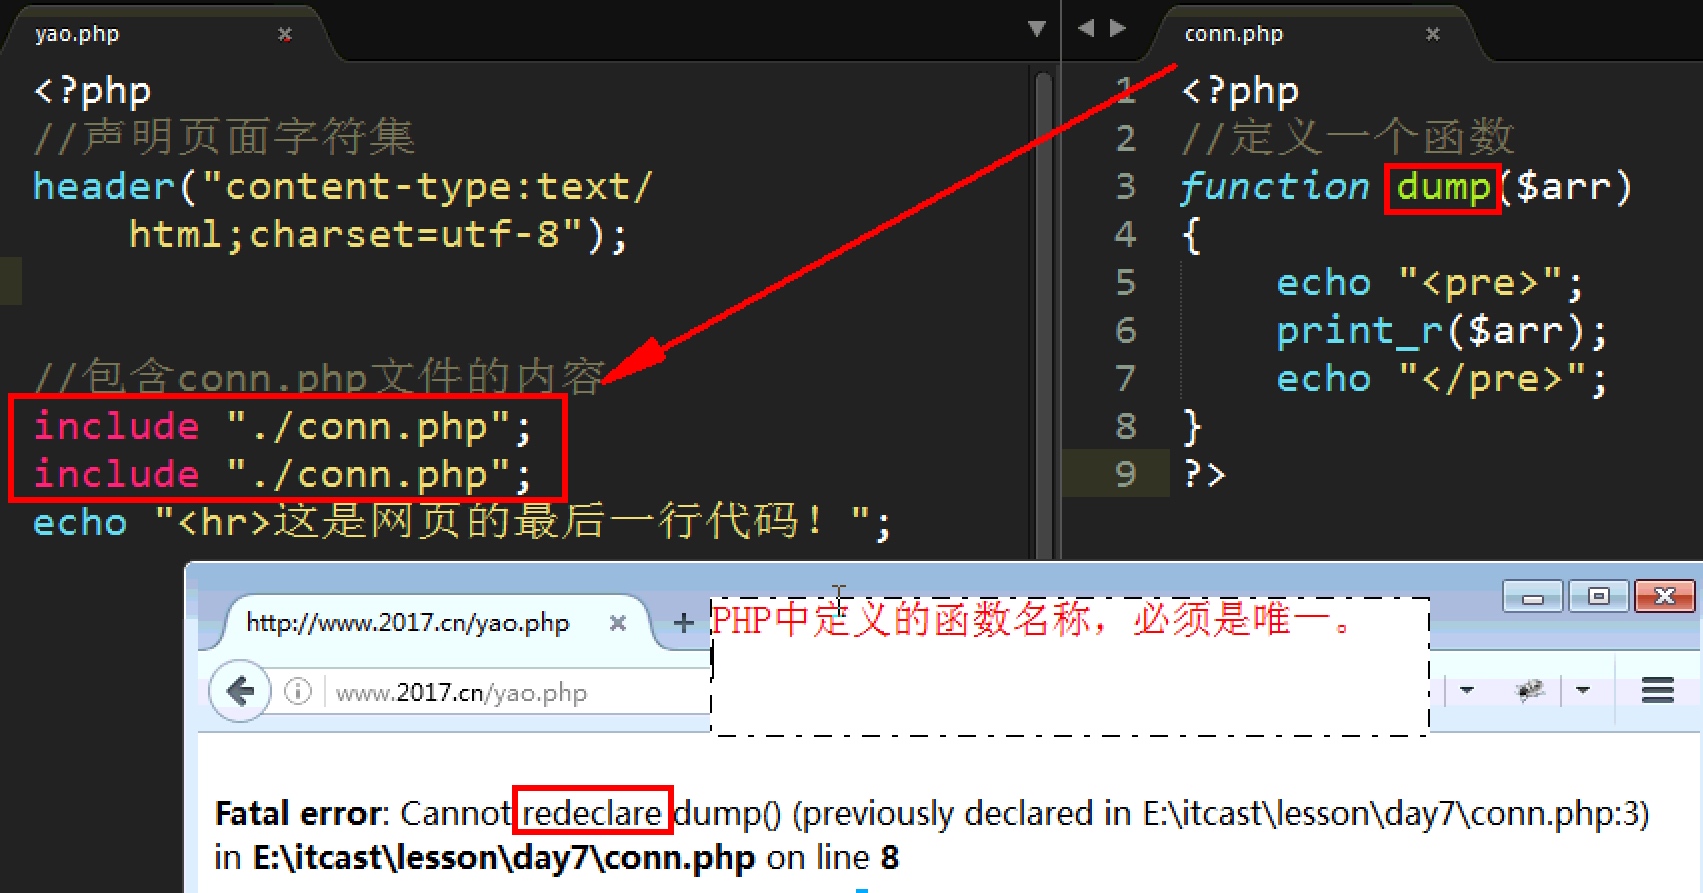 yao.php
<?php
//声明页面字符集
header("content-type:text/
html;charset=utf-8");
//包含conn.php文件的内容
include "./conn.php";
include "./conn.php";
echo "<hr>这是网页的最后一行代码！";
conn.php
1 <?php
2 //定义一个函数
3 function dump($arr)
4 {
5 echo "<pre>";
6 print_r($arr);
7 echo "</pre>";
8 }
9 ?>
http://www.2017.cn/yao.php
PHP中定义的函数名称，必须是唯一。
www.2017.cn/yao.php
Fatal error: Cannot redeclare dump() (previously declared in E:\itcast\lesson\day7\conn.php:3)
in E:\itcast\lesson\day7\conn.php on line 8